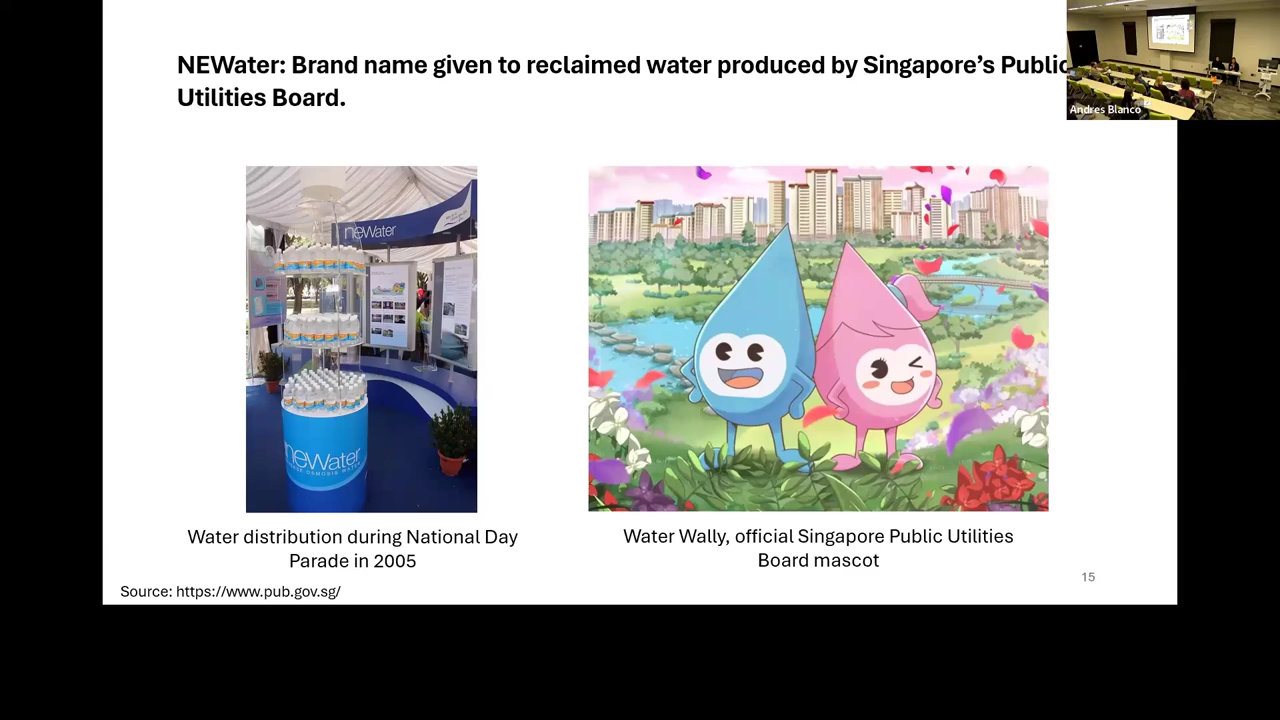 NEWater: Brand name given to reclaimed water produced by Singapore’s Public
Utilities Board.
Andres Blanco
newater
newater
Water distribution during National Day
Parade in 2005
Water Wally, official Singapore Public Utilities
Board mascot
15
Source: https://www.pub.gov.sg/